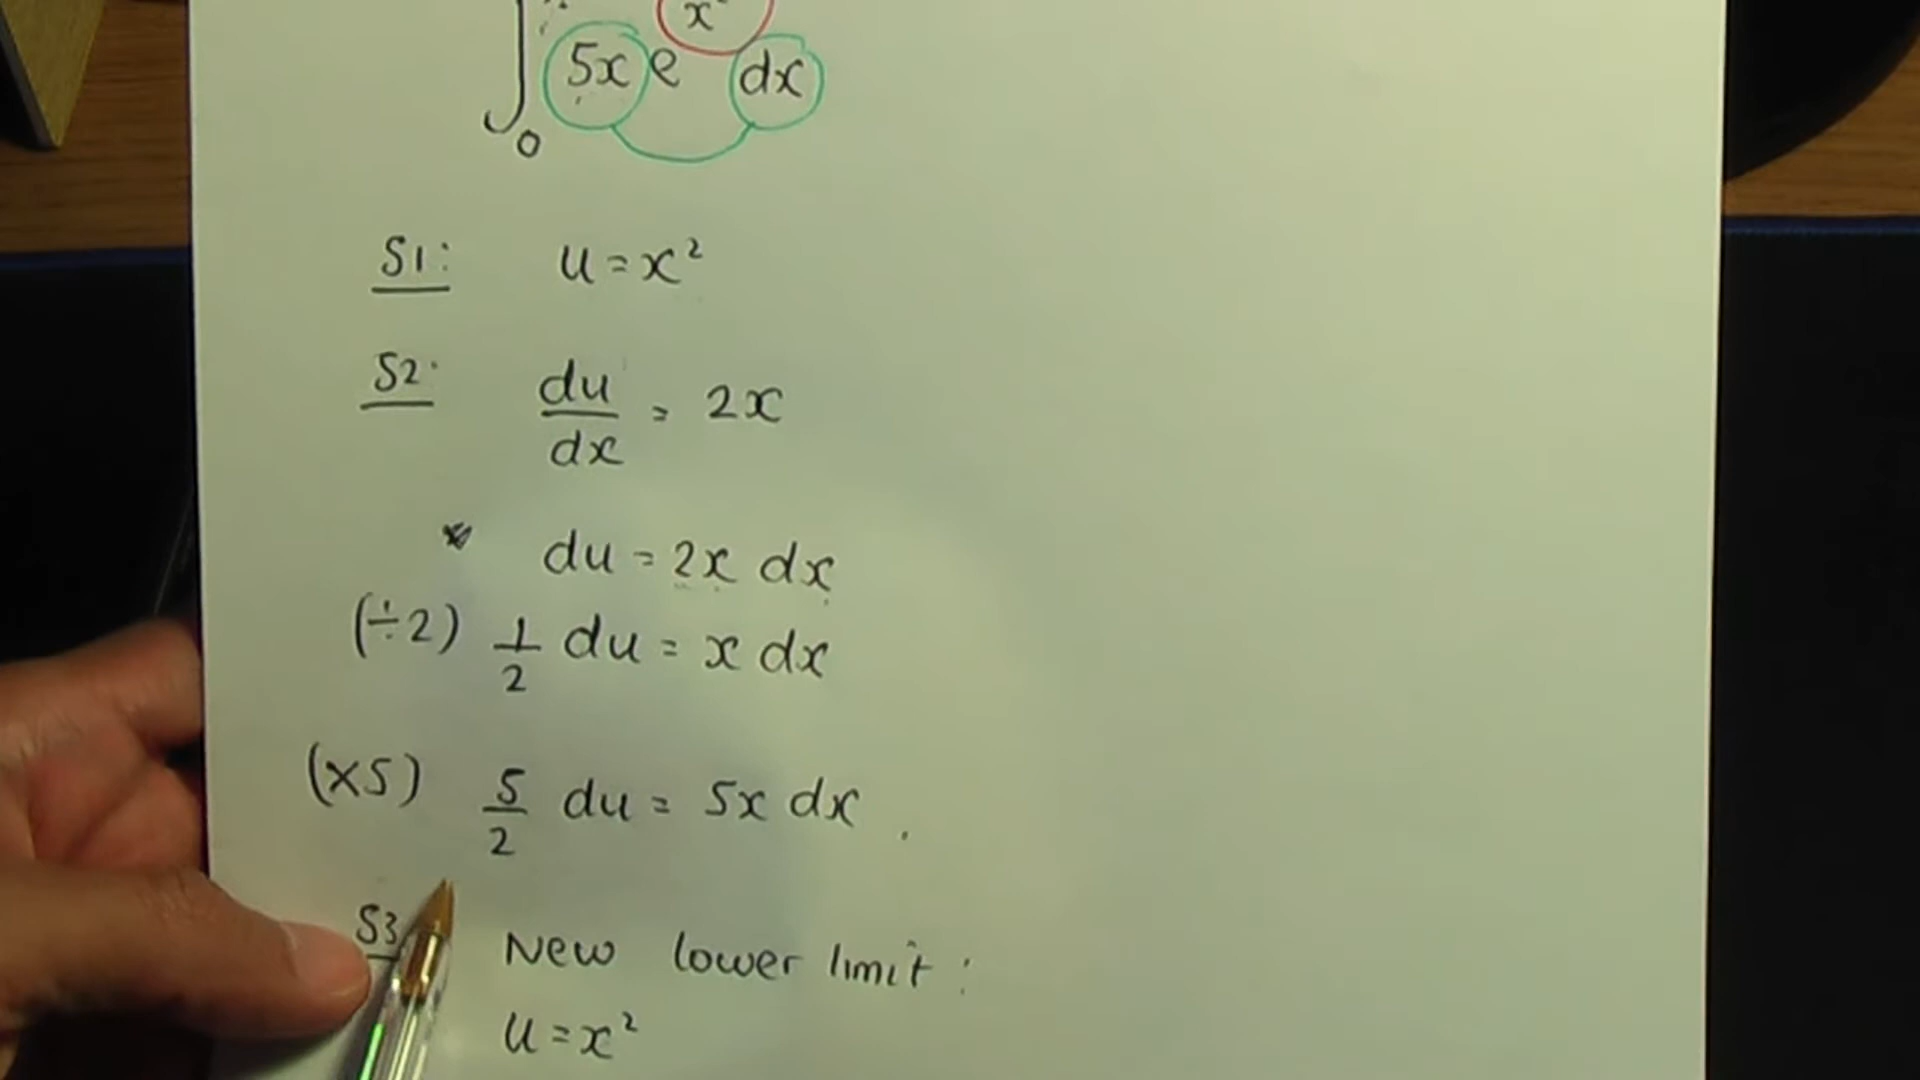 ∫ 5x e^x² dx
0
S1: u = x²
S2: du/dx = 2x
* du = 2x dx
(÷2) 1/2 du = x dx
(×5) 5/2 du = 5x dx
S3 New lower limit:
u = x²